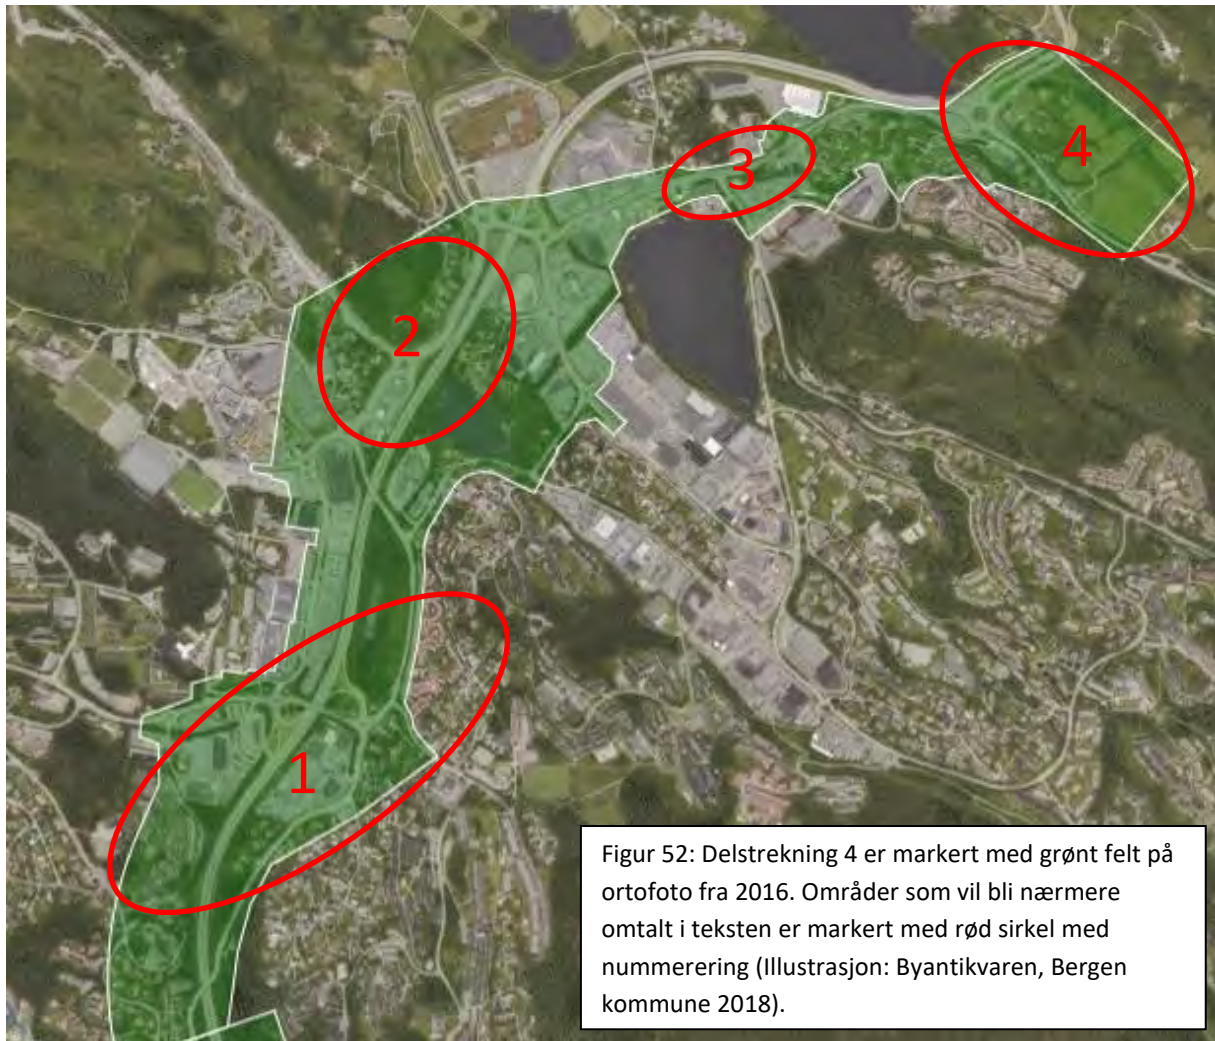 4
3
2
1
Figur 52: Delstrekning 4 er markert med grønt felt på
ortofoto fra 2016. Områder som vil bli nærmere
omtalt i teksten er markert med rød sirkel med
nummerering (Illustrasjon: Byantikvaren, Bergen
kommune 2018).